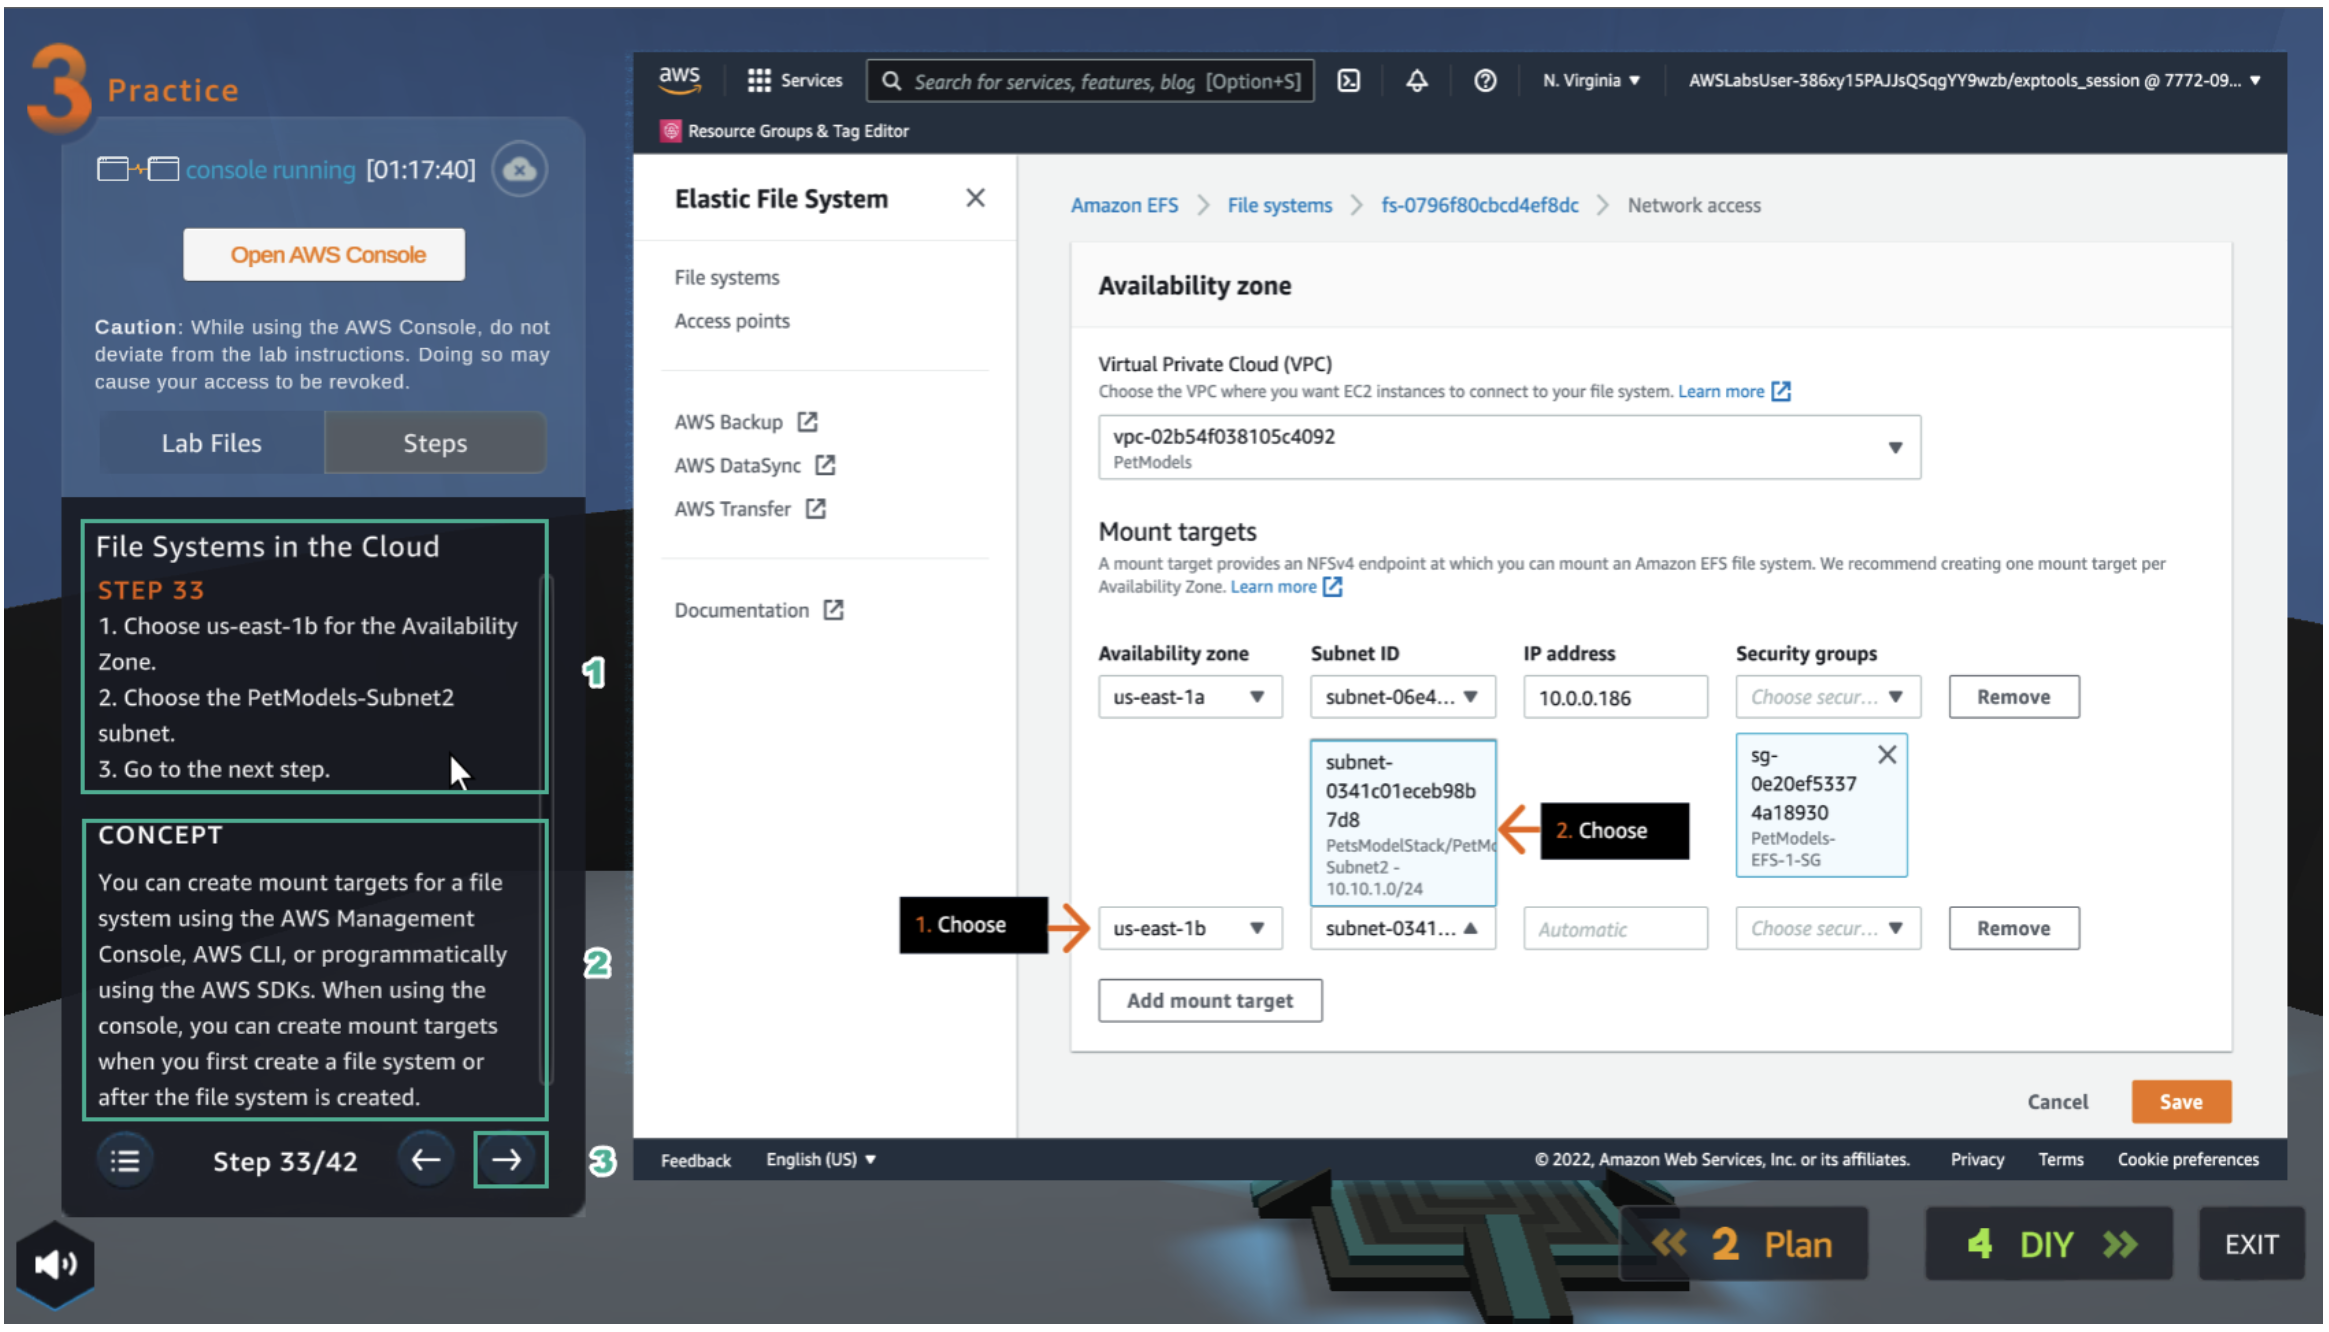 3 Practice
console running [01:17:40]
Open AWS Console
Caution: While using the AWS Console, do not
deviate from the lab instructions. Doing so may
cause your access to be revoked.
Lab Files
Steps
File Systems in the Cloud
STEP 33
1. Choose us-east-1b for the Availability
Zone.
2. Choose the PetModels-Subnet2
subnet.
3. Go to the next step.
1
CONCEPT
You can create mount targets for a file
system using the AWS Management
Console, AWS CLI, or programmatically
using the AWS SDKs. When using the
console, you can create mount targets
when you first create a file system or
after the file system is created.
2
Step 33/42
3
aws
Services
Search for services, features, blog [Option+S]
N. Virginia
AWSLabsUser-386xy15PAJJsQSqgYY9wzb/exptools_session @ 7772-09...
Resource Groups & Tag Editor
Elastic File System
File systems
Access points
AWS Backup
AWS DataSync
AWS Transfer
Documentation
Amazon EFS > File systems > fs-0796f80cbcd4ef8dc > Network access
Availability zone
Virtual Private Cloud (VPC)
Choose the VPC where you want EC2 instances to connect to your file system. Learn more
vpc-02b54f038105c4092
PetModels
Mount targets
A mount target provides an NFSv4 endpoint at which you can mount an Amazon EFS file system. We recommend creating one mount target per
Availability Zone. Learn more
Availability zone Subnet ID IP address Security groups
us-east-1a subnet-06e4... 10.0.0.186 Choose secur... Remove
subnet-
0341c01eceb98b
7d8
PetsModelStack/PetMo
Subnet2 -
10.10.1.0/24
2. Choose
sg-
0e20ef5337
4a18930
PetModels-
EFS-1-SG
1. Choose
us-east-1b subnet-0341... Automatic Choose secur... Remove
Add mount target
Cancel
Save
Feedback English (US)
© 2022, Amazon Web Services, Inc. or its affiliates. Privacy Terms Cookie preferences
2 Plan
4 DIY
EXIT